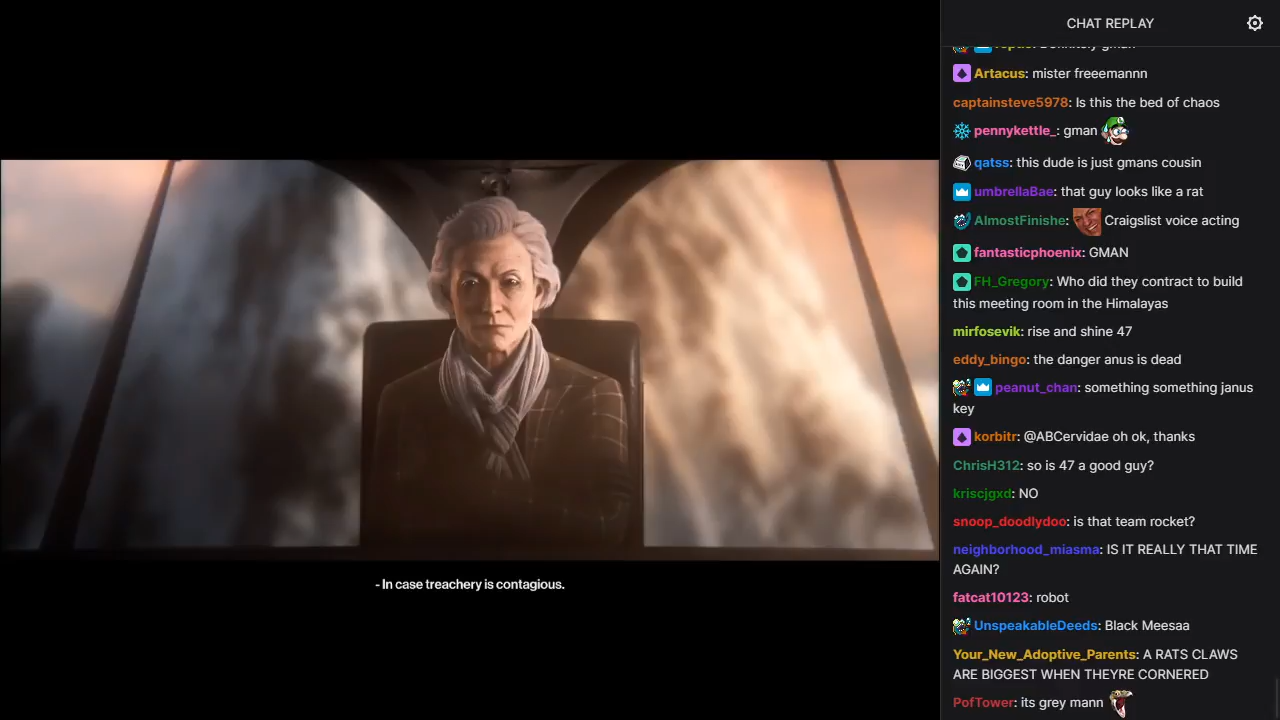 CHAT REPLAY
Artacus: mister freeemannn
captainsteve5978: Is this the bed of chaos
pennykettle_: gman
qatss: this dude is just gmans cousin
umbrellaBae: that guy looks like a rat
AlmostFinishe: Craigslist voice acting
fantasticphoenix: GMAN
FH_Gregory: Who did they contract to build
this meeting room in the Himalayas
mirfosevik: rise and shine 47
eddy_bingo: the danger anus is dead
peanut_chan: something something janus
key
korbitr: @ABCervidae oh ok, thanks
ChrisH312: so is 47 a good guy?
kriscjgxd: NO
snoop_doodlydoo: is that team rocket?
neighborhood_miasma: IS IT REALLY THAT TIME
AGAIN?
fatcat10123: robot
UnspeakableDeeds: Black Meesaa
Your_New_Adoptive_Parents: A RATS CLAWS
ARE BIGGEST WHEN THEYRE CORNERED
PofTower: its grey mann
- In case treachery is contagious.